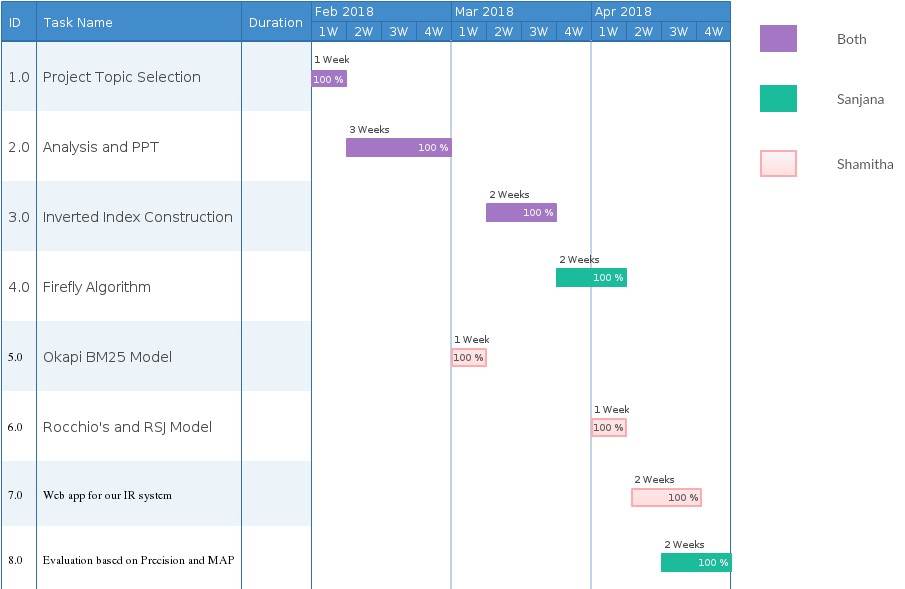 ID Task Name Duration Feb 2018 Mar 2018 Apr 2018
1W 2W 3W 4W 1W 2W 3W 4W 1W 2W 3W 4W
Both
Sanjana
Shamitha
1 Week
1.0 Project Topic Selection 100 %
3 Weeks
2.0 Analysis and PPT 100 %
2 Weeks
3.0 Inverted Index Construction 100 %
2 Weeks
4.0 Firefly Algorithm 100 %
1 Week
5.0 Okapi BM25 Model 100 %
1 Week
6.0 Rocchio's and RSJ Model 100 %
2 Weeks
7.0 Web app for our IR system 100 %
2 Weeks
8.0 Evaluation based on Precision and MAP 100 %